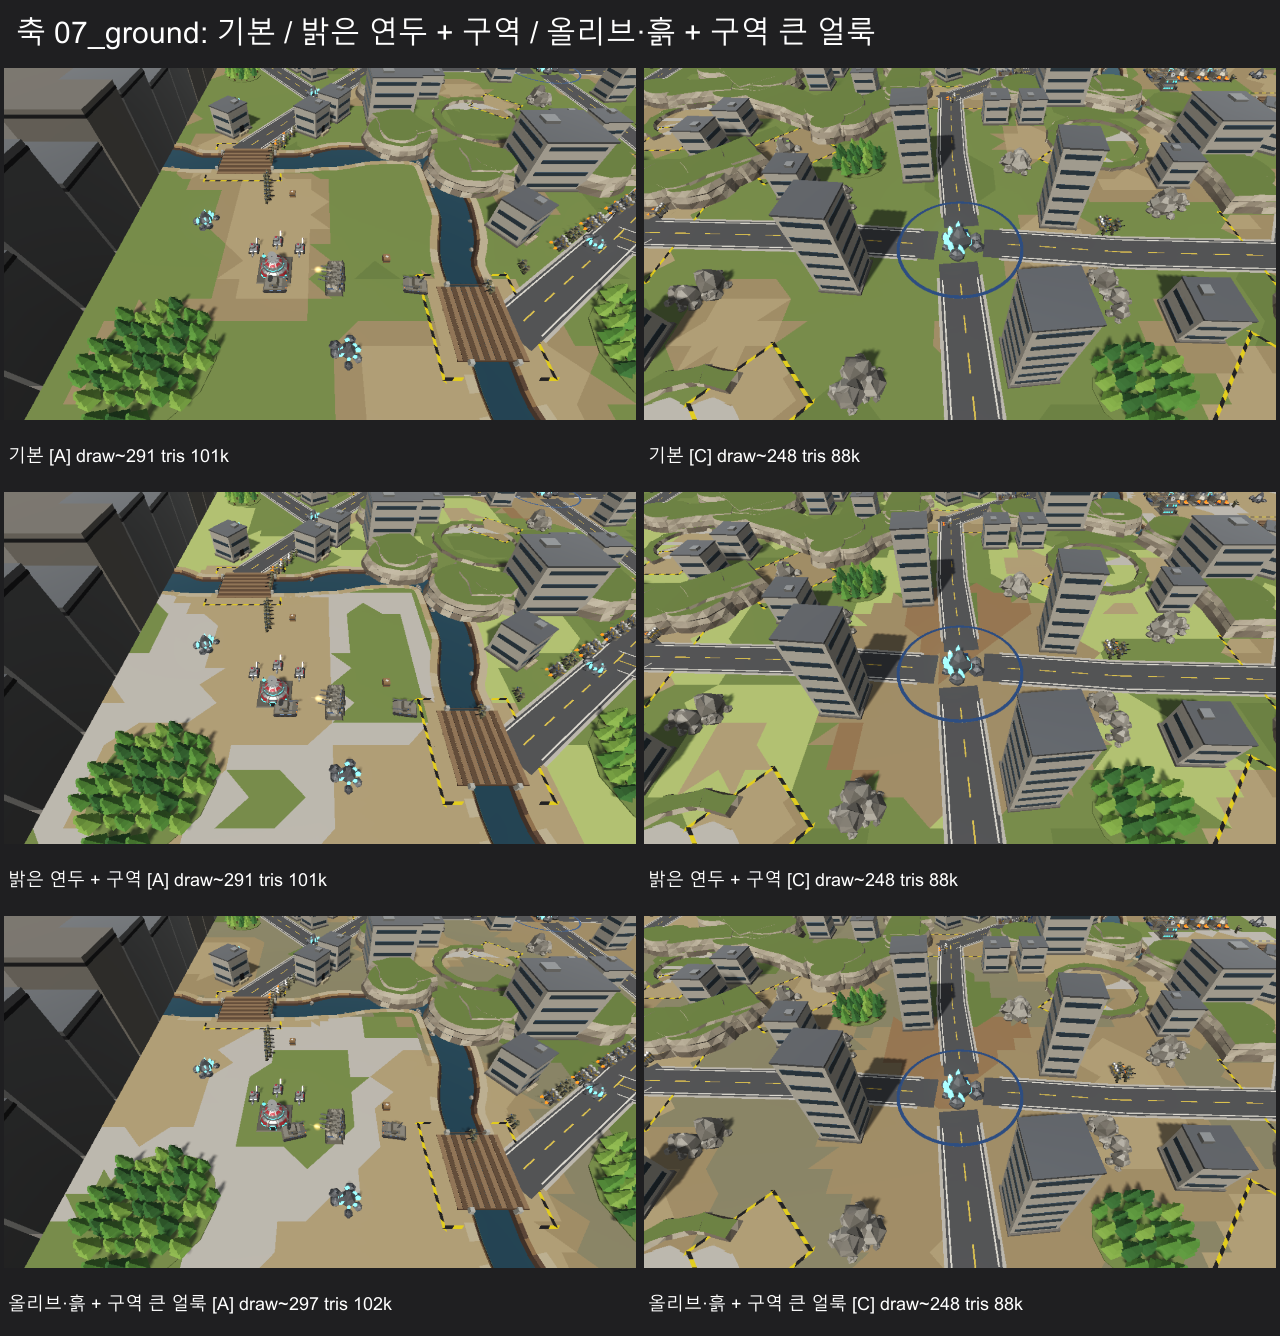 축 07_ground: 기본 / 밝은 연두 + 구역 / 올리브·흙 + 구역 큰 얼룩
기본 [A] draw~291 tris 101k
기본 [C] draw~248 tris 88k
밝은 연두 + 구역 [A] draw~291 tris 101k
밝은 연두 + 구역 [C] draw~248 tris 88k
올리브·흙 + 구역 큰 얼룩 [A] draw~297 tris 102k
올리브·흙 + 구역 큰 얼룩 [C] draw~248 tris 88k